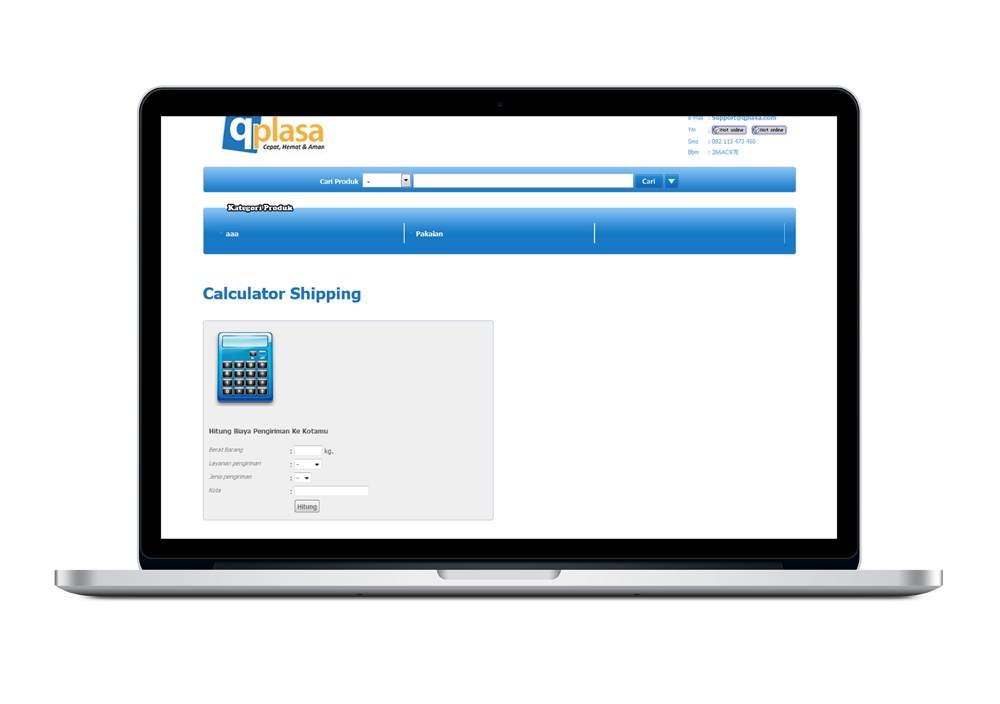 qplasa
Cepat, Hemat & Aman
E-Mail : Support@qplasa.com
Ym : not online not online
Sms : 082 115 473 450
Bbm : 266AC97E
Cari Produk - Cari
Kategori Produk
aaa Pakaian
Calculator Shipping
Hitung Biaya Pengiriman Ke Kotamu
Berat Barang : kg.
Layanan pengiriman : -
Jenis pengiriman : -
Kota :
Hitung